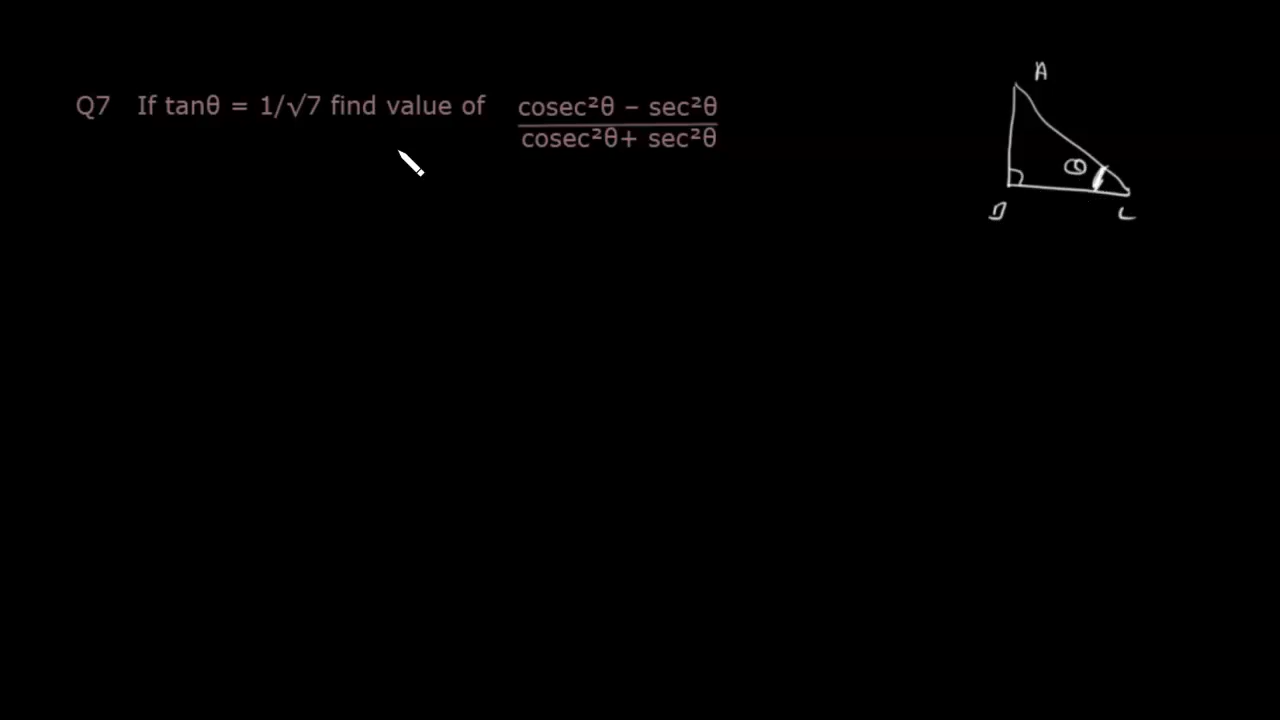 Q7 If tanθ = 1/√7 find value of cosec²θ – sec²θ
cosec²θ+ sec²θ
A
θ
B C